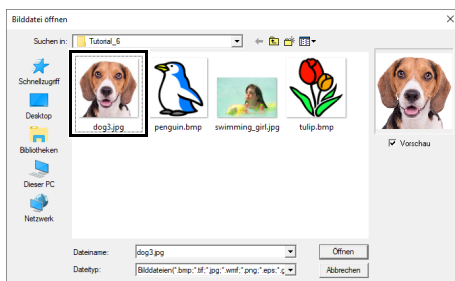 Bilddatei öffnen
Suchen in: Tutorial_6
Schnellzugriff
Desktop
Bibliotheken
Dieser PC
Netzwerk
dog3.jpg penguin.bmp swimming_girl.jpg tulip.bmp
Vorschau
Dateiname: dog3.jpg Öffnen
Dateityp: Bilddateien(*.bmp;*.tif;*.jpg;*.wmf;*.png;*.eps;*.g Abbrechen